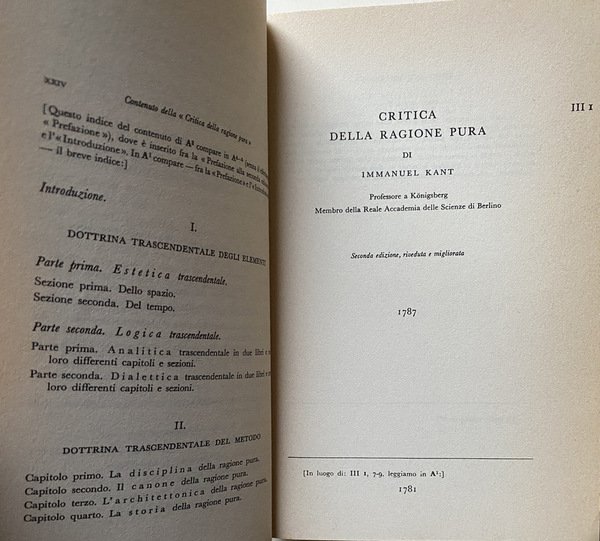 XXIV
Contenuto della « Critica della ragione pura »
[Questo indice del contenuto di A² compare in
« Prefazione »), dove è inserito fra la « Prefazione alla seconda
e l'« Introduzione ». In A¹ compare — fra la « Prefazione » e l'«
— il breve indice:]
Introduzione.
I.
DOTTRINA TRASCENDENTALE DEGLI ELEMENTI
Parte prima. Estetica trascendentale.
Sezione prima. Dello spazio.
Sezione seconda. Del tempo.
Parte seconda. Logica trascendentale.
Parte prima. Analitica trascendentale in due libri e
loro differenti capitoli e sezioni.
Parte seconda. Dialettica trascendentale in due libri e
loro differenti capitoli e sezioni.
II.
DOTTRINA TRASCENDENTALE DEL METODO
Capitolo primo. La disciplina della ragione pura.
Capitolo secondo. Il canone della ragione pura.
Capitolo terzo. L'architettonica della ragione pura.
Capitolo quarto. La storia della ragione pura.
III 1
CRITICA
DELLA RAGIONE PURA
DI
IMMANUEL KANT
Professore a Königsberg
Membro della Reale Accademia delle Scienze di Berlino
Seconda edizione, riveduta e migliorata
1787
[In luogo di: III 1, 7-9. leggiamo in A¹:]
1781